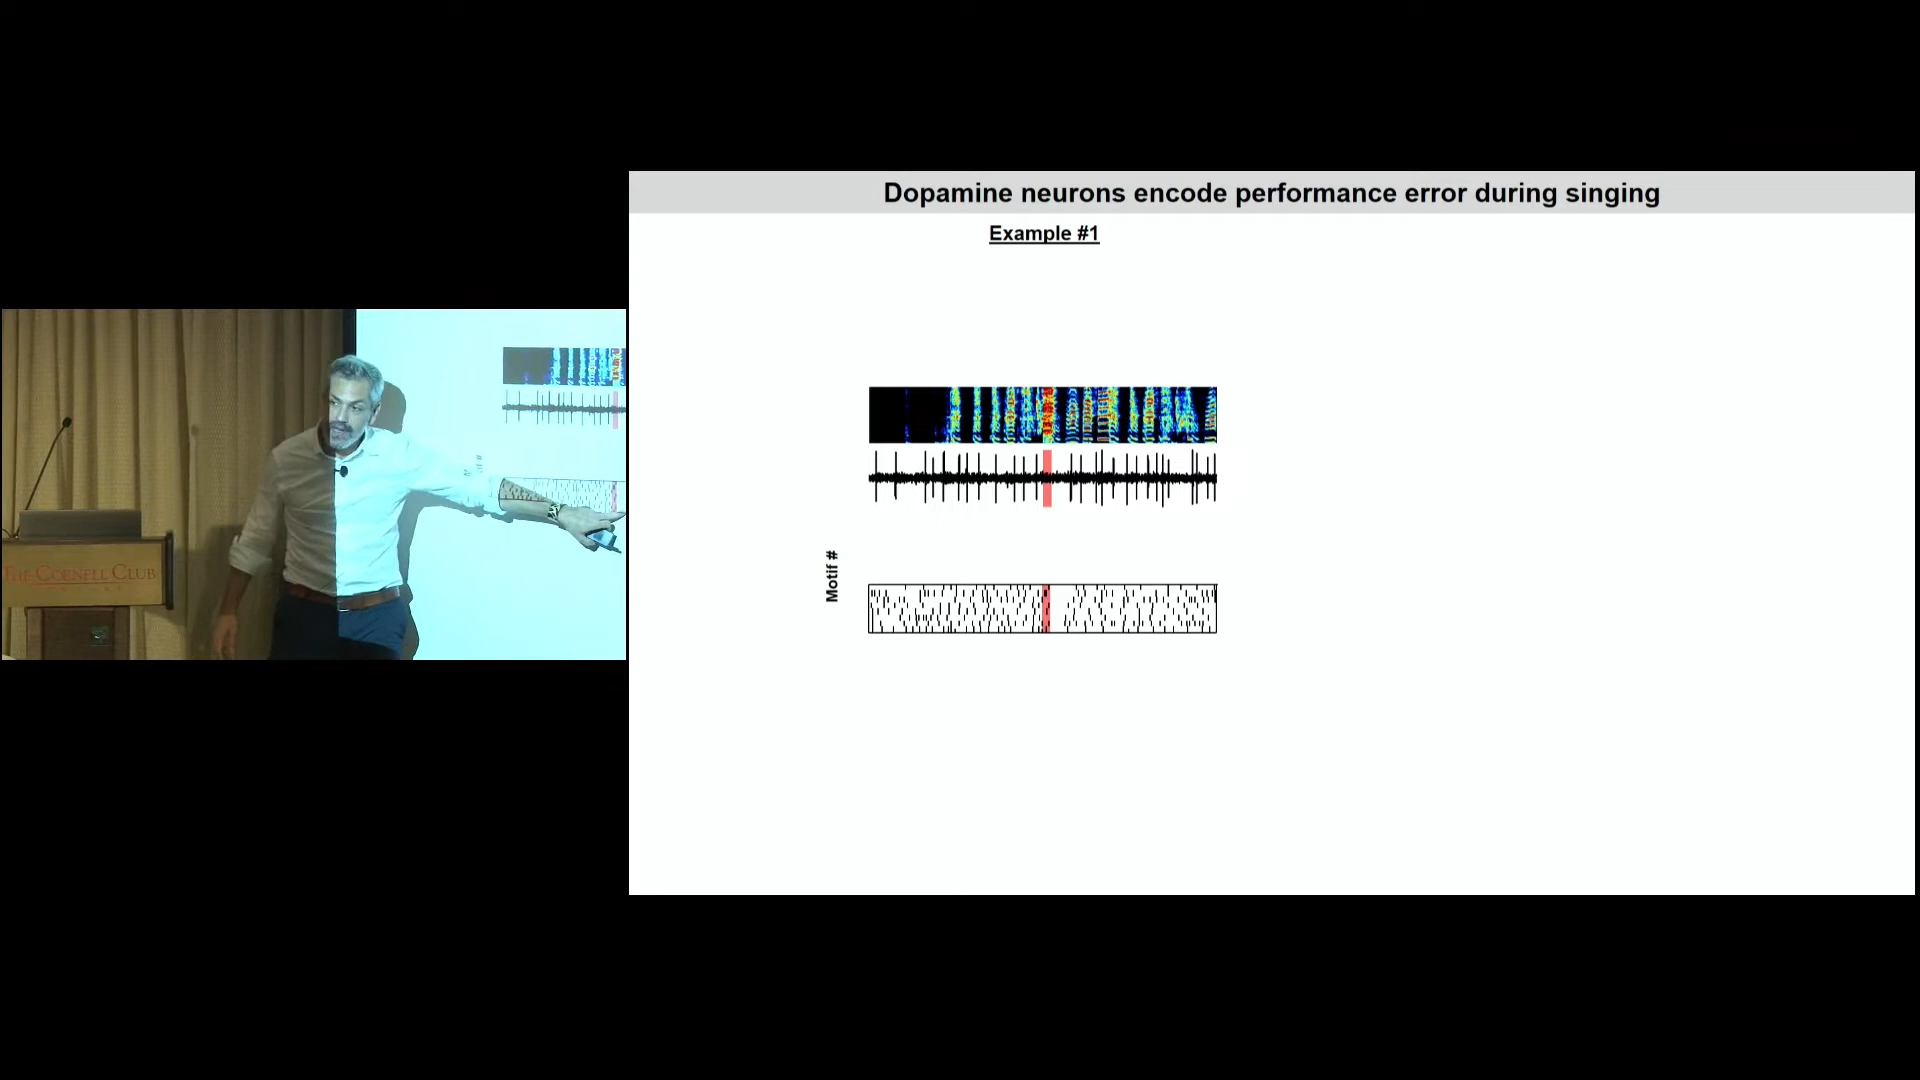 Dopamine neurons encode performance error during singing
Example #1
Motif #
THE CORNELL CLUB